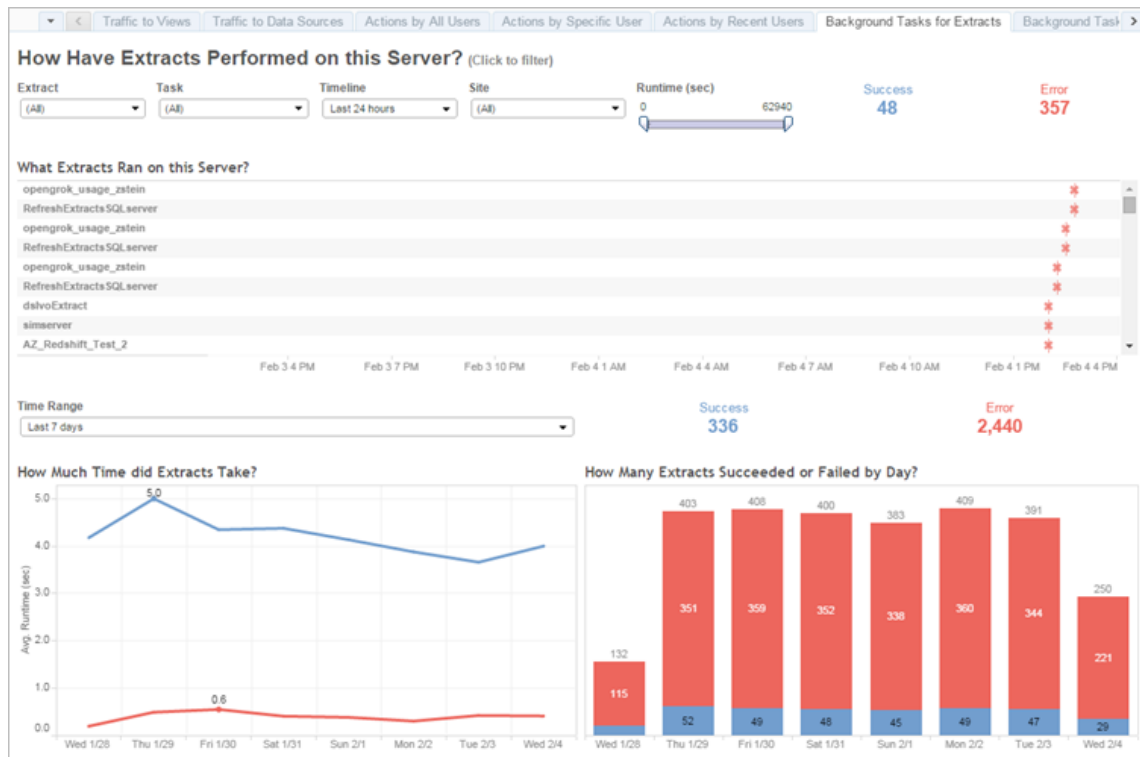 Traffic to Views Traffic to Data Sources Actions by All Users Actions by Specific User Actions by Recent Users Background Tasks for Extracts Background Task
How Have Extracts Performed on this Server? (Click to filter)
Extract Task Timeline Site Runtime (sec) Success Error
(All) (All) Last 24 hours (All) 0 62940 48 357
What Extracts Ran on this Server?
opengrok_usage_zstein
RefreshExtractsSQLserver
opengrok_usage_zstein
RefreshExtractsSQLserver
opengrok_usage_zstein
RefreshExtractsSQLserver
dslvoExtract
simserver
AZ_Redshift_Test_2
Feb 3 4 PM Feb 3 7 PM Feb 3 10 PM Feb 4 1 AM Feb 4 4 AM Feb 4 7 AM Feb 4 10 AM Feb 4 1 PM Feb 4 4 PM
Time Range Success Error
Last 7 days 336 2,440
How Much Time did Extracts Take?
5.0
5.0
4.0
3.0
2.0
1.0
0.6
0.0
Avg. Runtime (sec)
Wed 1/28 Thu 1/29 Fri 1/30 Sat 1/31 Sun 2/1 Mon 2/2 Tue 2/3 Wed 2/4
How Many Extracts Succeeded or Failed by Day?
132 403 408 400 383 409 391 250
115 351 359 352 338 360 344 221
52 49 48 45 49 47 29
Wed 1/28 Thu 1/29 Fri 1/30 Sat 1/31 Sun 2/1 Mon 2/2 Tue 2/3 Wed 2/4